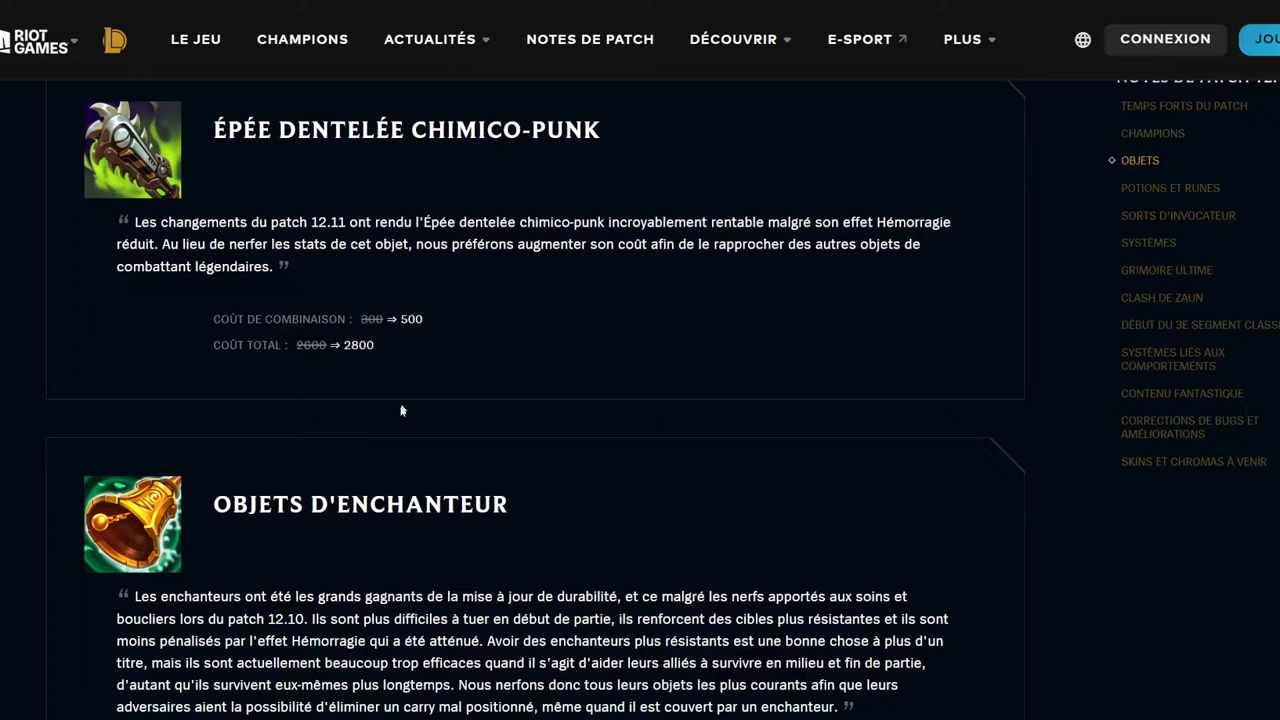 RIOT GAMES
LE JEU
CHAMPIONS
ACTUALITÉS
NOTES DE PATCH
DÉCOUVRIR
E-SPORT
PLUS
CONNEXION
ÉPÉE DENTELÉE CHIMICO-PUNK
“ Les changements du patch 12.11 ont rendu l'Épée dentelée chimico-punk incroyablement rentable malgré son effet Hémorragie
réduit. Au lieu de nerfer les stats de cet objet, nous préférons augmenter son coût afin de le rapprocher des autres objets de
combattant légendaires. ”
COÛT DE COMBINAISON : 300 ⇒ 500
COÛT TOTAL : 2600 ⇒ 2800
OBJETS D'ENCHANTEUR
“ Les enchanteurs ont été les grands gagnants de la mise à jour de durabilité, et ce malgré les nerfs apportés aux soins et
boucliers lors du patch 12.10. Ils sont plus difficiles à tuer en début de partie, ils renforcent des cibles plus résistantes et ils sont
moins pénalisés par l'effet Hémorragie qui a été atténué. Avoir des enchanteurs plus résistants est une bonne chose à plus d'un
titre, mais ils sont actuellement beaucoup trop efficaces quand il s'agit d'aider leurs alliés à survivre en milieu et fin de partie,
d'autant qu'ils survivent eux-mêmes plus longtemps. Nous nerfons donc tous leurs objets les plus courants afin que leurs
adversaires aient la possibilité d'éliminer un carry mal positionné, même quand il est couvert par un enchanteur. ”
TEMPS FORTS DU PATCH
CHAMPIONS
OBJETS
POTIONS ET RUNES
SORTS D'INVOCATEUR
SYSTÈMES
GRIMOIRE ULTIME
CLASH DE ZAUN
DÉBUT DU 3E SEGMENT CLASS
SYSTÈMES LIÉS AUX
COMPORTEMENTS
CONTENU FANTASTIQUE
CORRECTIONS DE BUGS ET
AMÉLIORATIONS
SKINS ET CHROMAS À VENIR